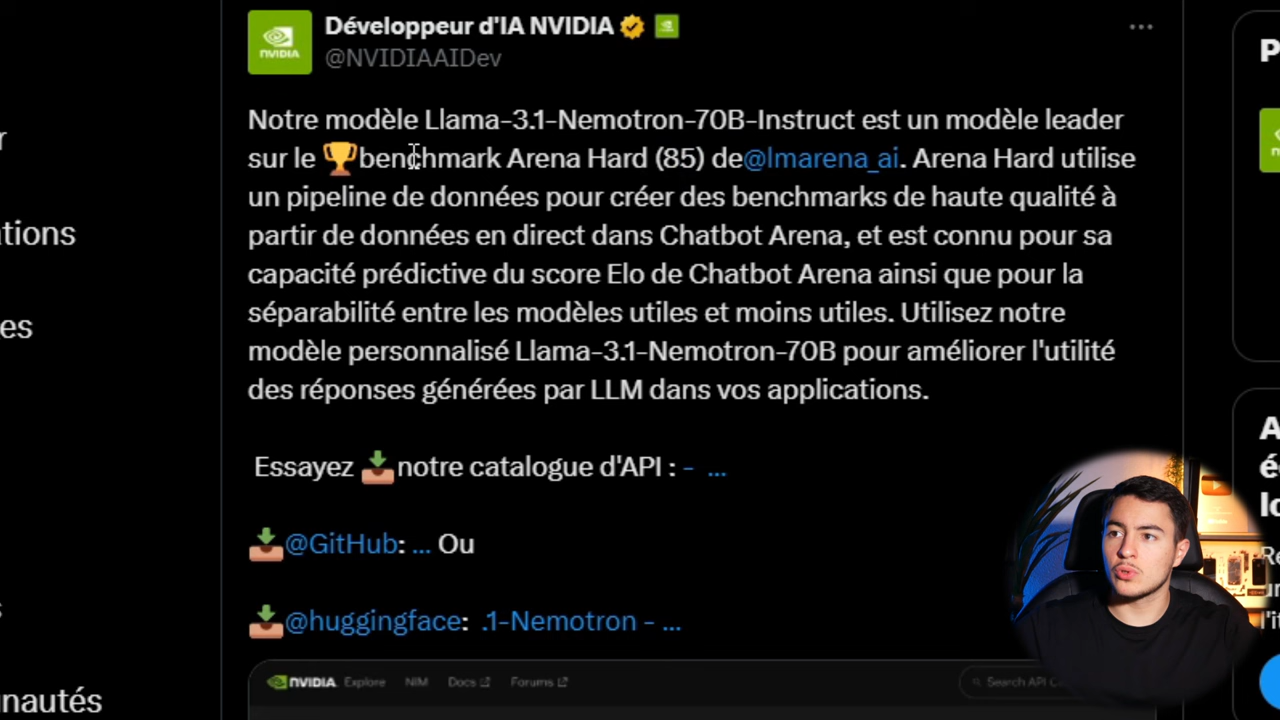 Développeur d'IA NVIDIA
NVIDIA
@NVIDIAAIDev
Notre modèle Llama-3.1-Nemotron-70B-Instruct est un modèle leader
sur le 🏆benchmark Arena Hard (85) de@lmarena_ai. Arena Hard utilise
un pipeline de données pour créer des benchmarks de haute qualité à
partir de données en direct dans Chatbot Arena, et est connu pour sa
capacité prédictive du score Elo de Chatbot Arena ainsi que pour la
séparabilité entre les modèles utiles et moins utiles. Utilisez notre
modèle personnalisé Llama-3.1-Nemotron-70B pour améliorer l'utilité
des réponses générées par LLM dans vos applications.
Essayez 📥notre catalogue d'API : - ...
📥@GitHub: ... Ou
📥@huggingface: .1-Nemotron - ...
NVIDIA Explore NIM Docs Forums Search API
r
tions
es
s
nautés
P
A
é
l'i